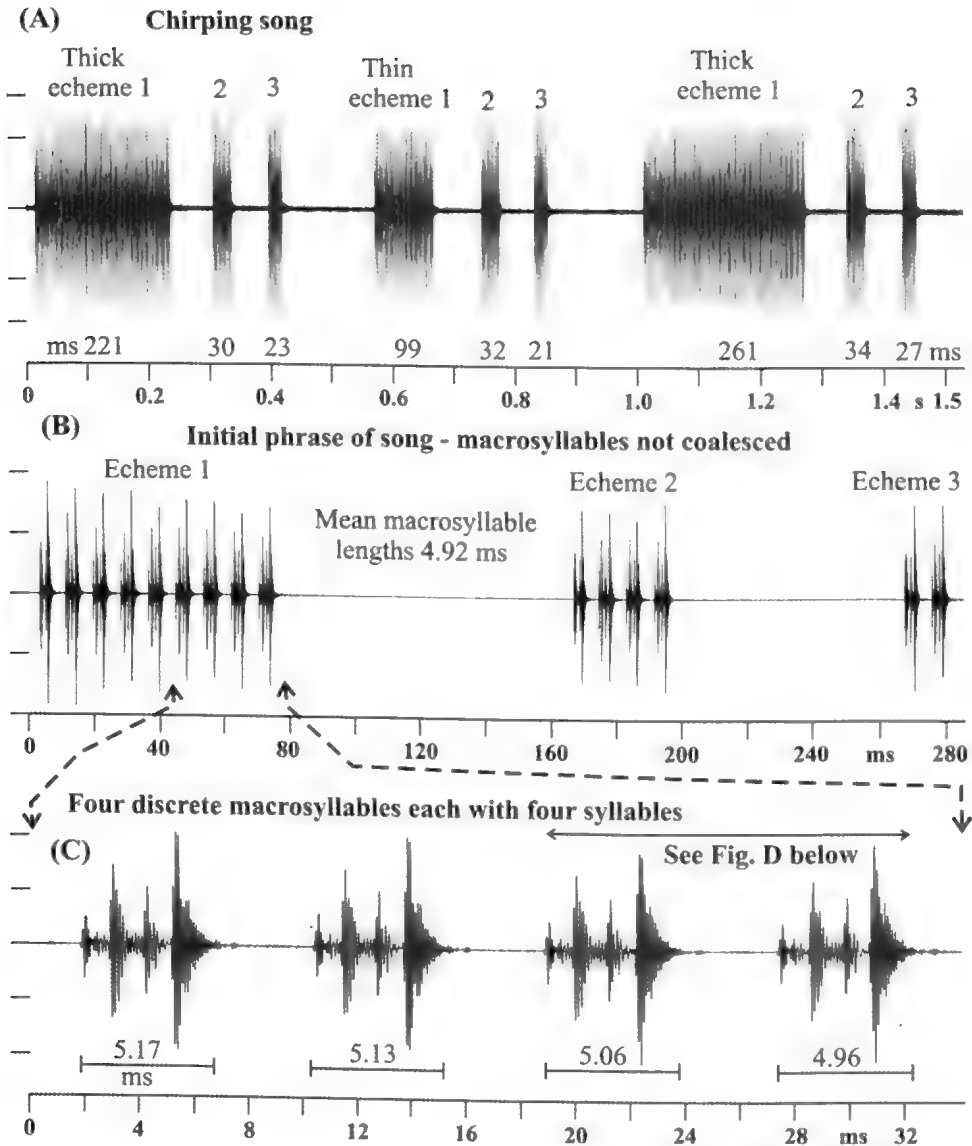 (A) Chirping song
Thick echeme 1 2 3 Thin echeme 1 2 3 Thick echeme 1 2 3
ms 221 30 23 99 32 21 261 34 27 ms
0 0.2 0.4 0.6 0.8 1.0 1.2 1.4 s 1.5
(B) Initial phrase of song - macrosyllables not coalesced
Echeme 1 Echeme 2 Echeme 3
Mean macrosyllable
lengths 4.92 ms
0 40 80 120 160 200 240 ms 280
Four discrete macrosyllables each with four syllables
(C) See Fig. D below
5.17 5.13 5.06 4.96
ms
0 4 8 12 16 20 24 28 ms 32